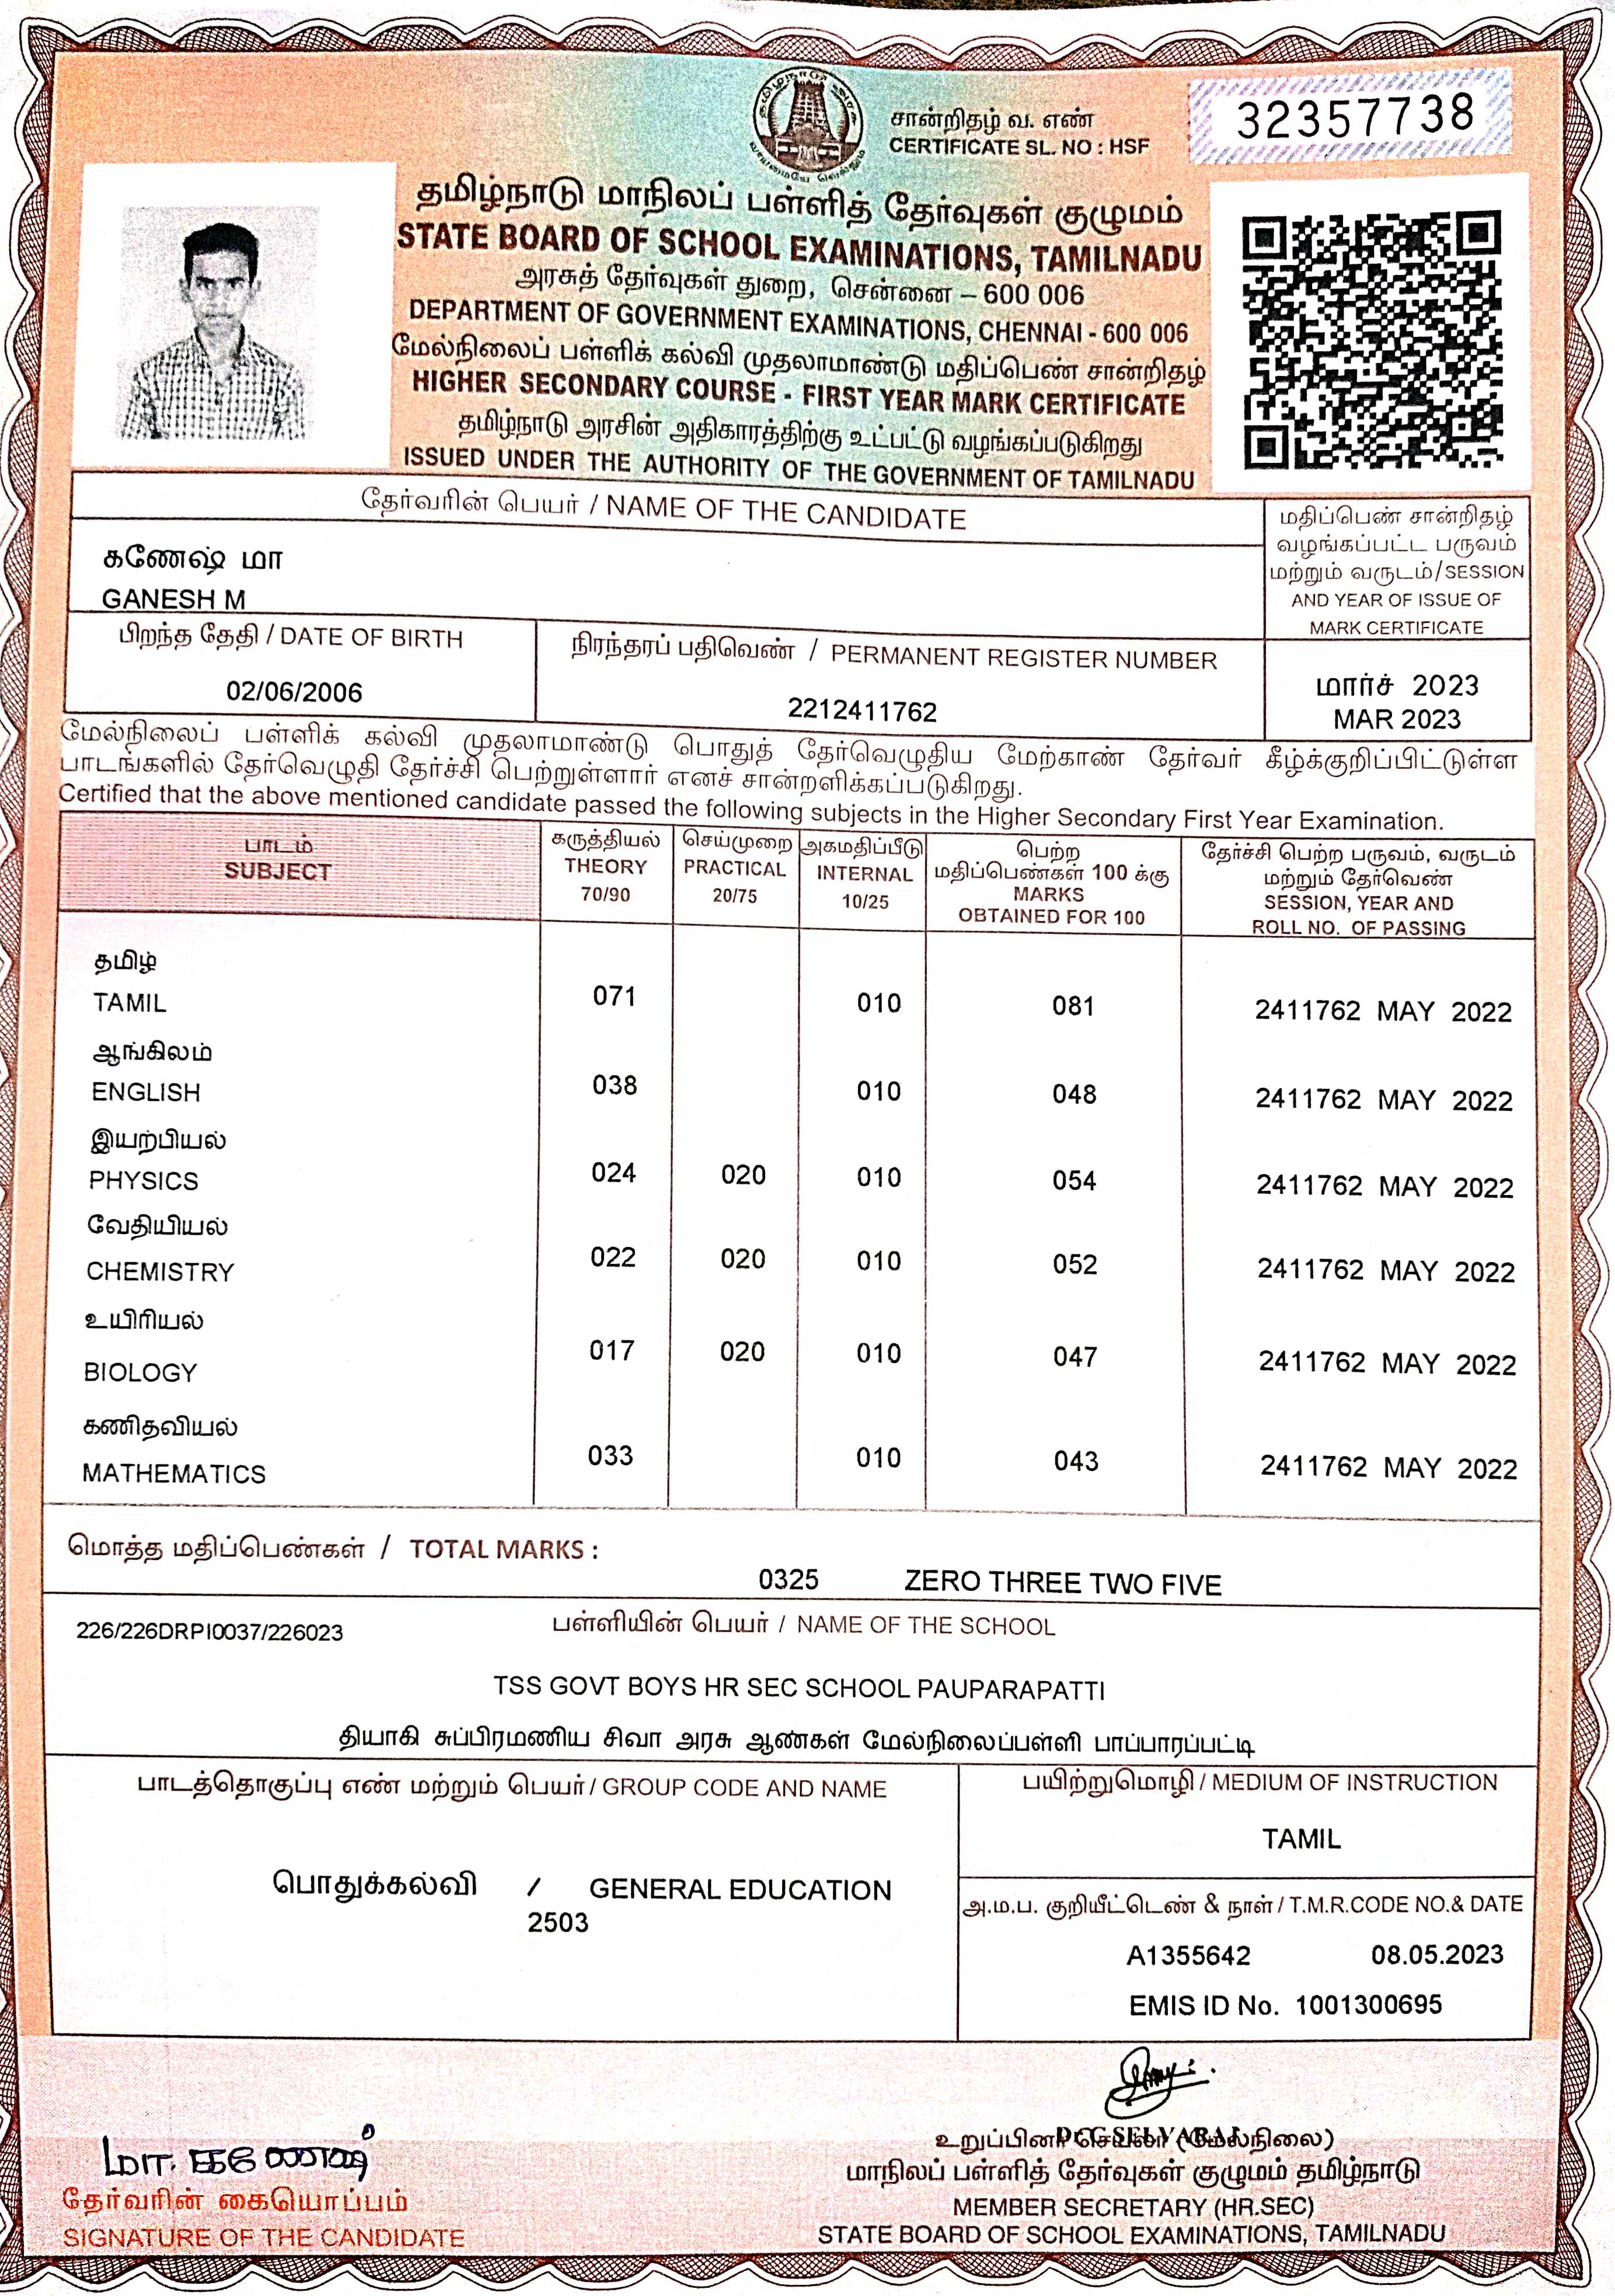 சான்றிதழ் வ. எண்
CERTIFICATE SL. NO : HSF
32357738
தமிழ்நாடு மாநிலப் பள்ளித் தேர்வுகள் குழுமம்
STATE BOARD OF SCHOOL EXAMINATIONS, TAMILNADU
அரசுத் தேர்வுகள் துறை, சென்னை – 600 006
DEPARTMENT OF GOVERNMENT EXAMINATIONS, CHENNAI - 600 006
மேல்நிலைப் பள்ளிக் கல்வி முதலாமாண்டு மதிப்பெண் சான்றிதழ்
HIGHER SECONDARY COURSE - FIRST YEAR MARK CERTIFICATE
தமிழ்நாடு அரசின் அதிகாரத்திற்கு உட்பட்டு வழங்கப்படுகிறது
ISSUED UNDER THE AUTHORITY OF THE GOVERNMENT OF TAMILNADU
தேர்வரின் பெயர் / NAME OF THE CANDIDATE
கணேஷ் மா
GANESH M
மதிப்பெண் சான்றிதழ்
வழங்கப்பட்ட பருவம்
மற்றும் வருடம்/SESSION
AND YEAR OF ISSUE OF
MARK CERTIFICATE
பிறந்த தேதி / DATE OF BIRTH
02/06/2006
நிரந்தரப் பதிவெண் / PERMANENT REGISTER NUMBER
2212411762
மார்ச் 2023
MAR 2023
மேல்நிலைப் பள்ளிக் கல்வி முதலாமாண்டு பொதுத் தேர்வெழுதிய மேற்காண் தேர்வர் கீழ்க்குறிப்பிட்டுள்ள
பாடங்களில் தேர்வெழுதி தேர்ச்சி பெற்றுள்ளார் எனச் சான்றளிக்கப்படுகிறது.
Certified that the above mentioned candidate passed the following subjects in the Higher Secondary First Year Examination.
பாடம்
SUBJECT
கருத்தியல்
THEORY
70/90
செய்முறை
PRACTICAL
20/75
அகமதிப்பீடு
INTERNAL
10/25
பெற்ற
மதிப்பெண்கள் 100 க்கு
MARKS
OBTAINED FOR 100
தேர்ச்சி பெற்ற பருவம், வருடம்
மற்றும் தேர்வெண்
SESSION, YEAR AND
ROLL NO. OF PASSING
தமிழ்
TAMIL 071 010 081 2411762 MAY 2022
ஆங்கிலம்
ENGLISH 038 010 048 2411762 MAY 2022
இயற்பியல்
PHYSICS 024 020 010 054 2411762 MAY 2022
வேதியியல்
CHEMISTRY 022 020 010 052 2411762 MAY 2022
உயிரியல்
BIOLOGY 017 020 010 047 2411762 MAY 2022
கணிதவியல்
MATHEMATICS 033 010 043 2411762 MAY 2022
மொத்த மதிப்பெண்கள் / TOTAL MARKS :
0325 ZERO THREE TWO FIVE
226/226DRPI0037/226023
பள்ளியின் பெயர் / NAME OF THE SCHOOL
TSS GOVT BOYS HR SEC SCHOOL PAUPARAPATTI
தியாகி சுப்பிரமணிய சிவா அரசு ஆண்கள் மேல்நிலைப்பள்ளி பாப்பாரப்பட்டி
பாடத்தொகுப்பு எண் மற்றும் பெயர் / GROUP CODE AND NAME
பொதுக்கல்வி / GENERAL EDUCATION
2503
பயிற்றுமொழி / MEDIUM OF INSTRUCTION
TAMIL
அ.ம.ப. குறியீட்டெண் & நாள் / T.M.R.CODE NO.& DATE
A1355642 08.05.2023
EMIS ID No. 1001300695
மா. கணேஷ்
தேர்வரின் கையொப்பம்
SIGNATURE OF THE CANDIDATE
மாநிலப் பள்ளித் தேர்வுகள் குழுமம் தமிழ்நாடு
MEMBER SECRETARY (HR.SEC)
STATE BOARD OF SCHOOL EXAMINATIONS, TAMILNADU